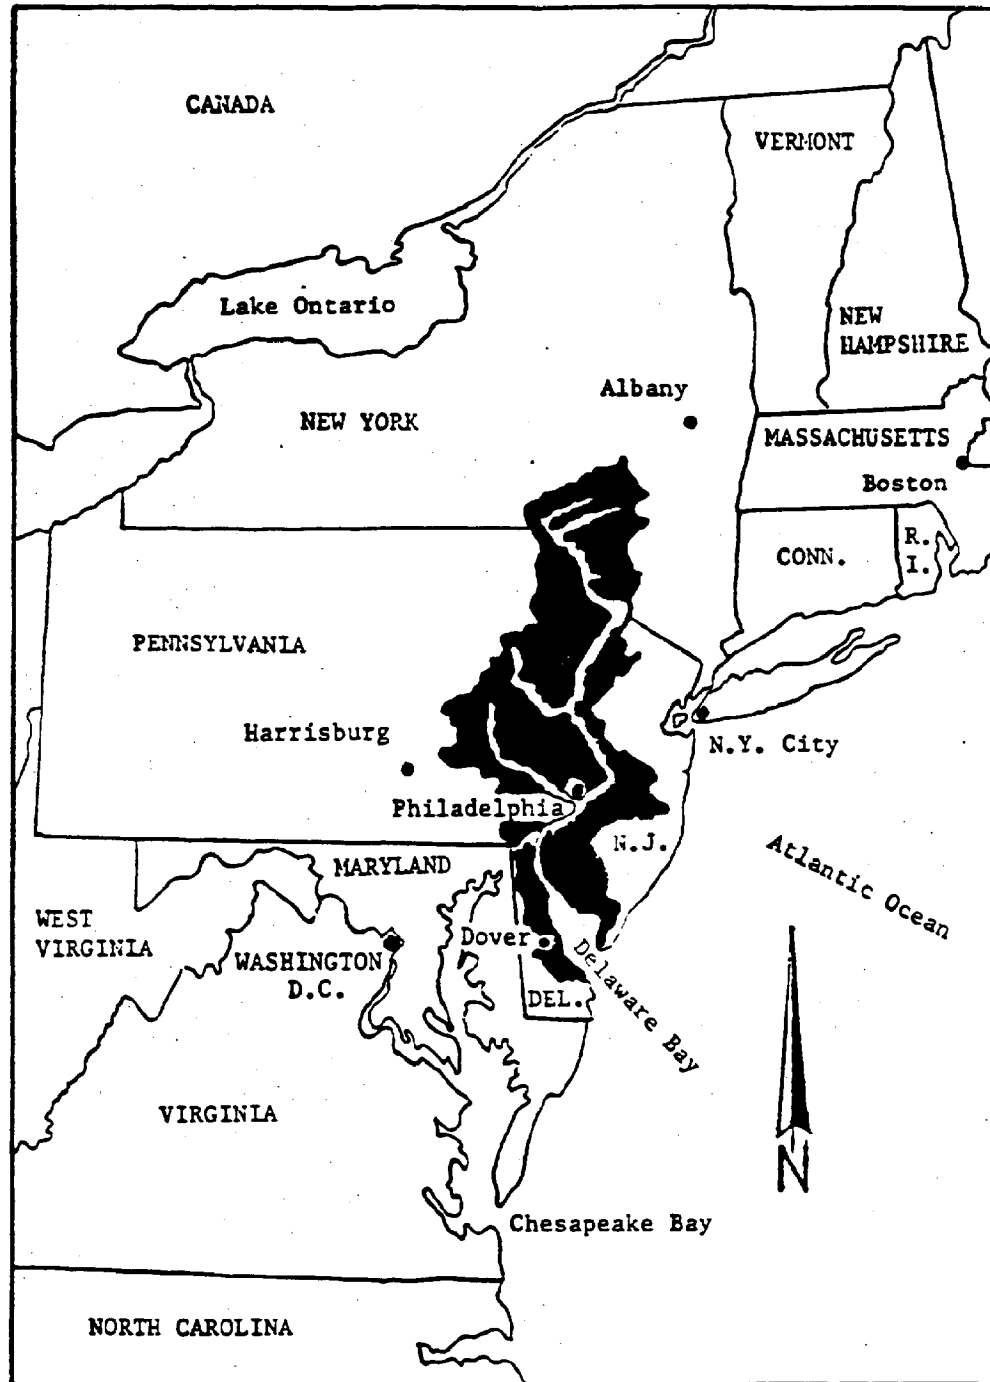 CANADA
VERMONT
Lake Ontario
NEW
HAMPSHIRE
Albany
NEW YORK
MASSACHUSETTS
Boston
R.
I.
CONN.
PENNSYLVANIA
Harrisburg
N.Y. City
Philadelphia
N.J.
MARYLAND
Atlantic Ocean
WEST
VIRGINIA
Dover
WASHINGTON
D.C.
Delaware Bay
DEL.
VIRGINIA
N
Chesapeake Bay
NORTH CAROLINA